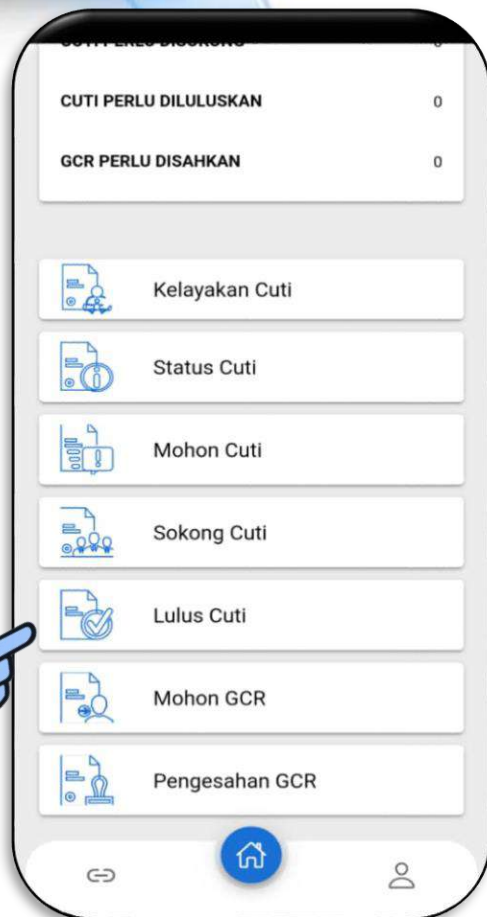 CUTI PERLU DILULUSKAN 0
GCR PERLU DISAHKAN 0
Kelayakan Cuti
Status Cuti
Mohon Cuti
Sokong Cuti
Lulus Cuti
Mohon GCR
Pengesahan GCR